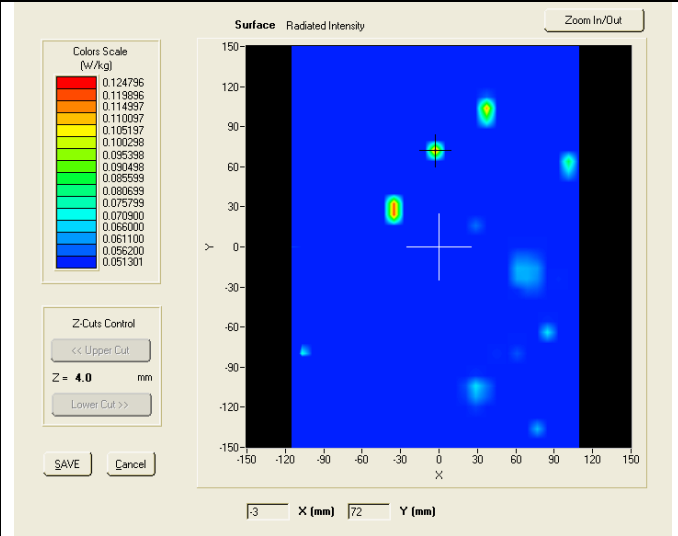 Surface Radiated Intensity
Zoom In/Out
Colors Scale
(W/kg)
0.124796
0.119896
0.114997
0.110097
0.105197
0.100298
0.095398
0.090498
0.085599
0.080699
0.075799
0.070900
0.066000
0.061100
0.056200
0.051301
Z-Cuts Control
<< Upper Cut
Z = 4.0 mm
Lower Cut >>
SAVE Cancel
150
120
90
60
30
Y 0
-30
-60
-90
-120
-150
-150 -120 -90 -60 -30 0 30 60 90 120 150
X
-3 X (mm) 72 Y (mm)